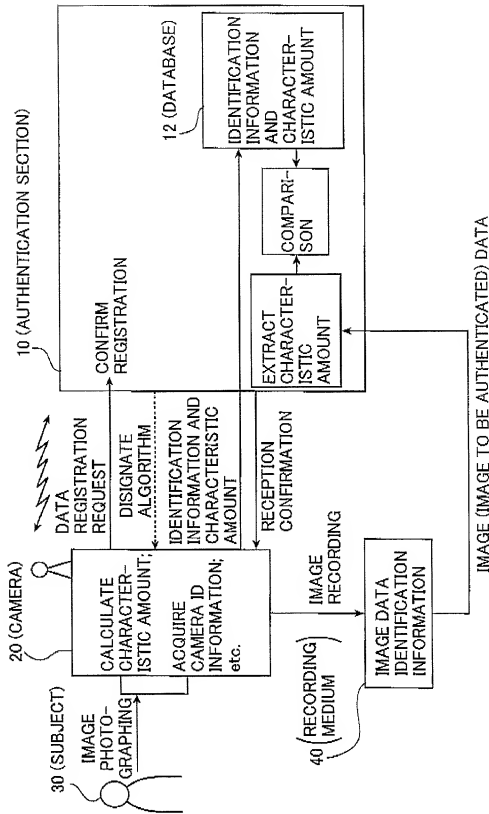 30 (SUBJECT)
IMAGE
PHOTO-
GRAPHING
20 (CAMERA)
CALCULATE
CHARACTER-
ISTIC AMOUNT;
ACQUIRE
CAMERA ID
INFORMATION;
etc.
DATA
REGISTRATION
REQUEST
DISIGNATE
ALGORITHM
IDENTIFICATION
INFORMATION AND
CHARACTERISTIC
AMOUNT
RECEPTION
CONFIRMATION
10 (AUTHENTICATION SECTION)
CONFIRM
REGISTRATION
12 (DATABASE)
IDENTIFICATION
INFORMATION
AND
CHARACTER-
ISTIC AMOUNT
COMPARI-
SON
EXTRACT
CHARACTER-
ISTIC
AMOUNT
IMAGE
RECORDING
40 (RECORDING
MEDIUM)
IMAGE DATA
IDENTIFICATION
INFORMATION
IMAGE (IMAGE TO BE AUTHENTICATED) DATA